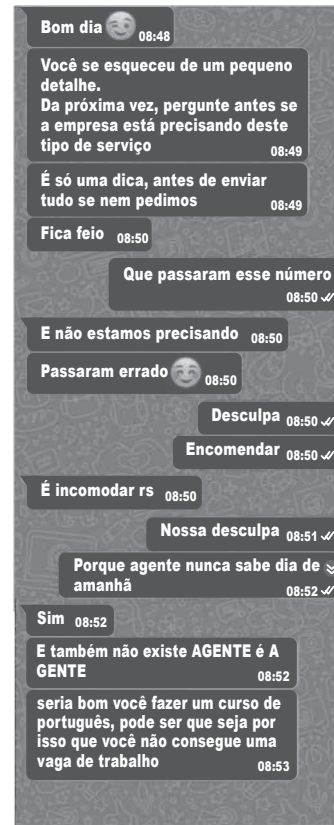 Bom dia
08:48
Você se esqueceu de um pequeno
detalhe.
Da próxima vez, pergunte antes se
a empresa está precisando deste
tipo de serviço
08:49
É só uma dica, antes de enviar
tudo se nem pedimos
08:49
Fica feio 08:50
Que passaram esse número
08:50
E não estamos precisando 08:50
Passaram errado
08:50
Desculpa 08:50
Encomendar 08:50
É incomodar rs 08:50
Nossa desculpa 08:51
Porque agente nunca sabe dia de
amanhã
08:52
Sim 08:52
E também não existe AGENTE é A
GENTE
08:52
seria bom você fazer um curso de
português, pode ser que seja por
isso que você não consegue uma
vaga de trabalho
08:53